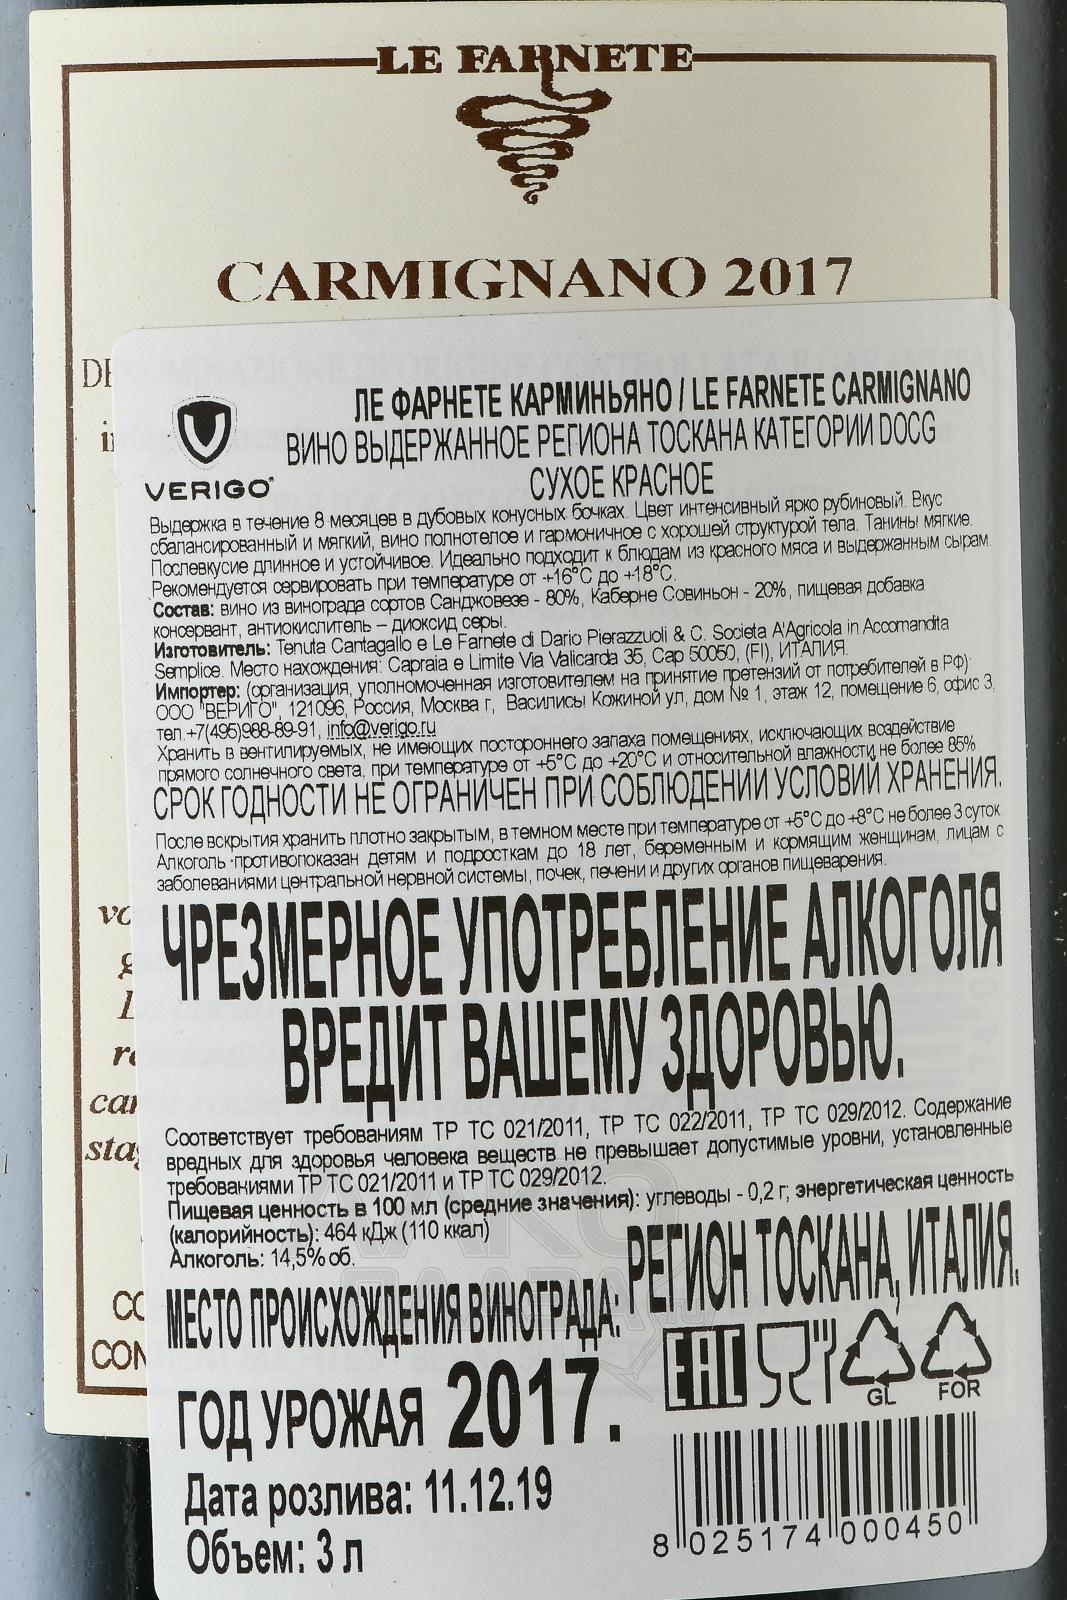 LE FARNETE
CARMIGNANO 2017
ЛЕ ФАРНЕТЕ КАРМИНЬЯНО / LE FARNETE CARMIGNANO
ВИНО ВЫДЕРЖАННОЕ РЕГИОНА ТОСКАНА КАТЕГОРИИ DOCG
СУХОЕ КРАСНОЕ
VERIGO
Выдержка в течение 8 месяцев в дубовых конусных бочках. Цвет интенсивный ярко рубиновый. Вкус
сбалансированный и мягкий, вино полнотелое и гармоничное с хорошей структурой тела. Танины мягкие.
Послевкусие длинное и устойчивое. Идеально подходит к блюдам из красного мяса и выдержанным сырам.
Рекомендуется сервировать при температуре от +16°C до +18°C.
Состав: вино из винограда сортов Санджовезе - 80%, Каберне Совиньон - 20%, пищевая добавка
консервант, антиокислитель – диоксид серы.
Изготовитель: Tenuta Cantagallo e Le Farnete di Dario Pierazzuoli & C. Societa A'Agricola in Accomandita
Semplice. Место нахождения: Capraia e Limite Via Valicarda 35, Cap 50050, (FI), ИТАЛИЯ.
Импортер: (организация, уполномоченная изготовителем на принятие претензий от потребителей в РФ):
ООО "ВЕРИГО", 121096, Россия, Москва г, Василисы Кожиной ул, дом № 1, этаж 12, помещение 6, офис 3,
тел.+7(495)988-89-91, info@verigo.ru
Хранить в вентилируемых, не имеющих постороннего запаха помещениях, исключающих воздействие
прямого солнечного света, при температуре от +5°C до +20°C и относительной влажности не более 85%
СРОК ГОДНОСТИ НЕ ОГРАНИЧЕН ПРИ СОБЛЮДЕНИИ УСЛОВИЙ ХРАНЕНИЯ.
После вскрытия хранить плотно закрытым, в темном месте при температуре от +5°C до +8°C не более 3 суток
Алкоголь противопоказан детям и подросткам до 18 лет, беременным и кормящим женщинам, лицам с
заболеваниями центральной нервной системы, почек, печени и других органов пищеварения.
ЧРЕЗМЕРНОЕ УПОТРЕБЛЕНИЕ АЛКОГОЛЯ
ВРЕДИТ ВАШЕМУ ЗДОРОВЬЮ.
Соответствует требованиям ТР ТС 021/2011, ТР ТС 022/2011, ТР ТС 029/2012. Содержание
вредных для здоровья человека веществ не превышает допустимые уровни, установленные
требованиями ТР ТС 021/2011 и ТР ТС 029/2012.
Пищевая ценность в 100 мл (средние значения): углеводы - 0,2 г; энергетическая ценность
(калорийность): 464 кДж (110 ккал)
Алкоголь: 14,5% об.
МЕСТО ПРОИСХОЖДЕНИЯ ВИНОГРАДА: РЕГИОН ТОСКАНА, ИТАЛИЯ.
EAC
GL
FOR
ГОД УРОЖАЯ 2017.
Дата розлива: 11.12.19
Объем: 3 л
8 025174 000450